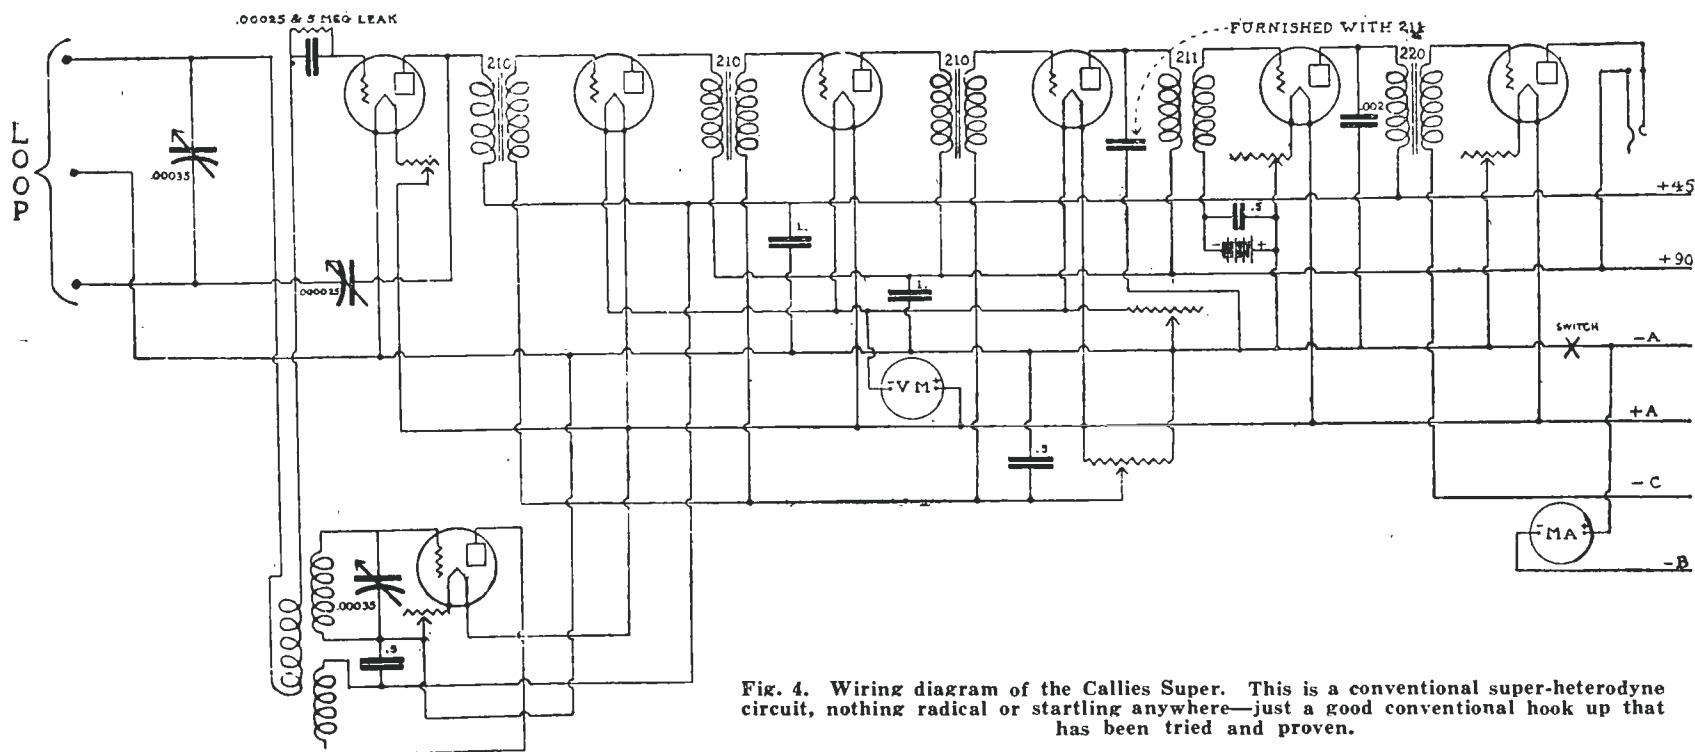 .00025 & 5 MEG LEAK
FURNISHED WITH 211
210
210
210
211
220
LOOP
.00035
.002
+45
.5
- +
1.
+90
.000025
1.
SWITCH
-A
- VM +
+A
.5
-C
- MA +
-B
.00035
.5
Fig. 4. Wiring diagram of the Callies Super. This is a conventional super-heterodyne
circuit, nothing radical or startling anywhere—just a good conventional hook up that
has been tried and proven.